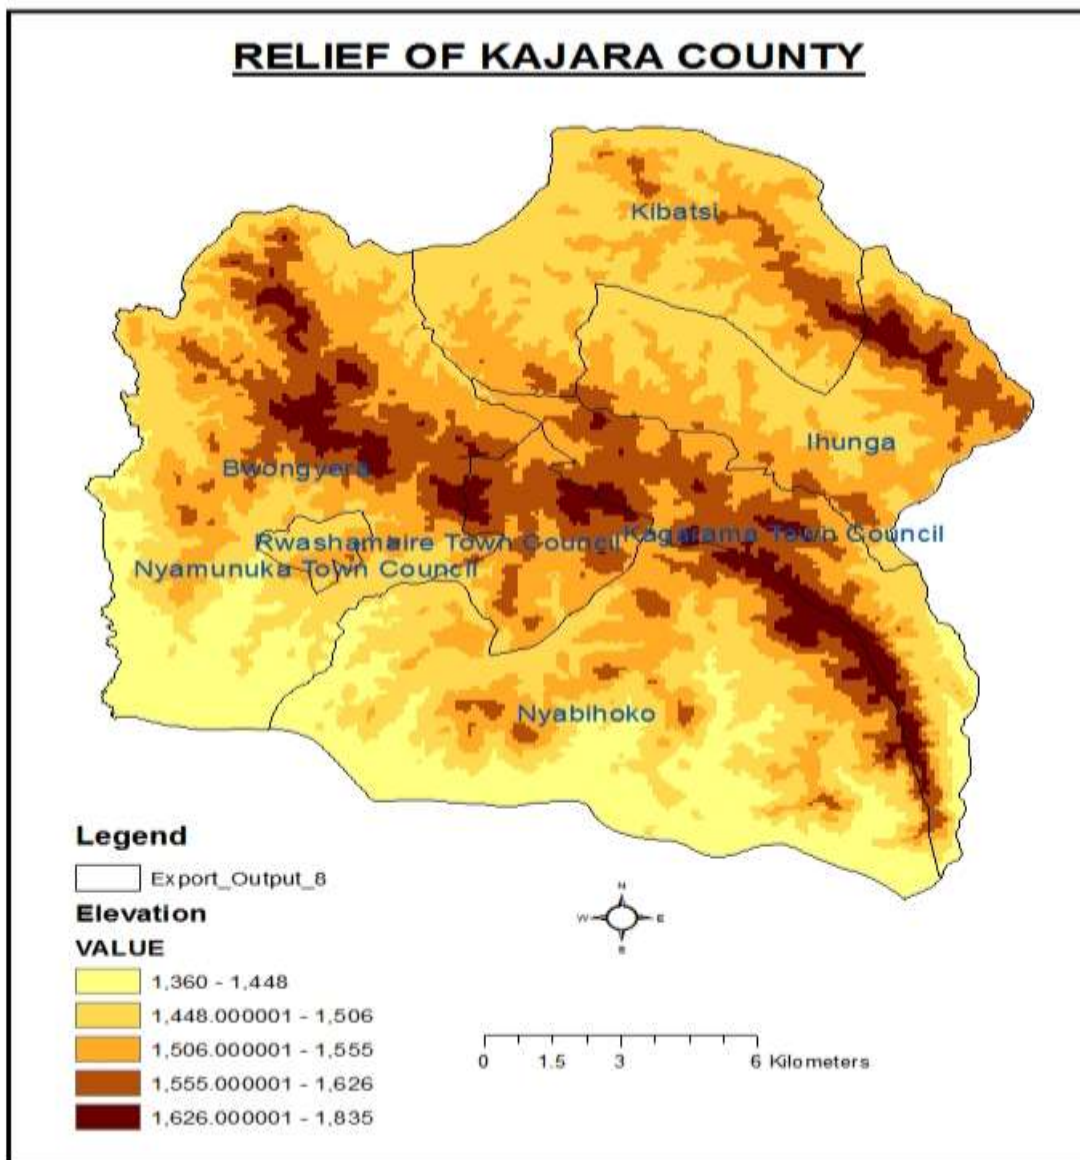 RELIEF OF KAJARA COUNTY
Kibatsi
Ihunga
Bwongyera
Rwashamaire Town Council
Kagarama Town Council
Nyamunuka Town Council
Nyabihoko
Legend
Export_Output_8
Elevation
VALUE
1,360 - 1,448
1,448.000001 - 1,506
1,506.000001 - 1,555
1,555.000001 - 1,626
1,626.000001 - 1,835
N
W E
S
0 1.5 3 6 Kilometers